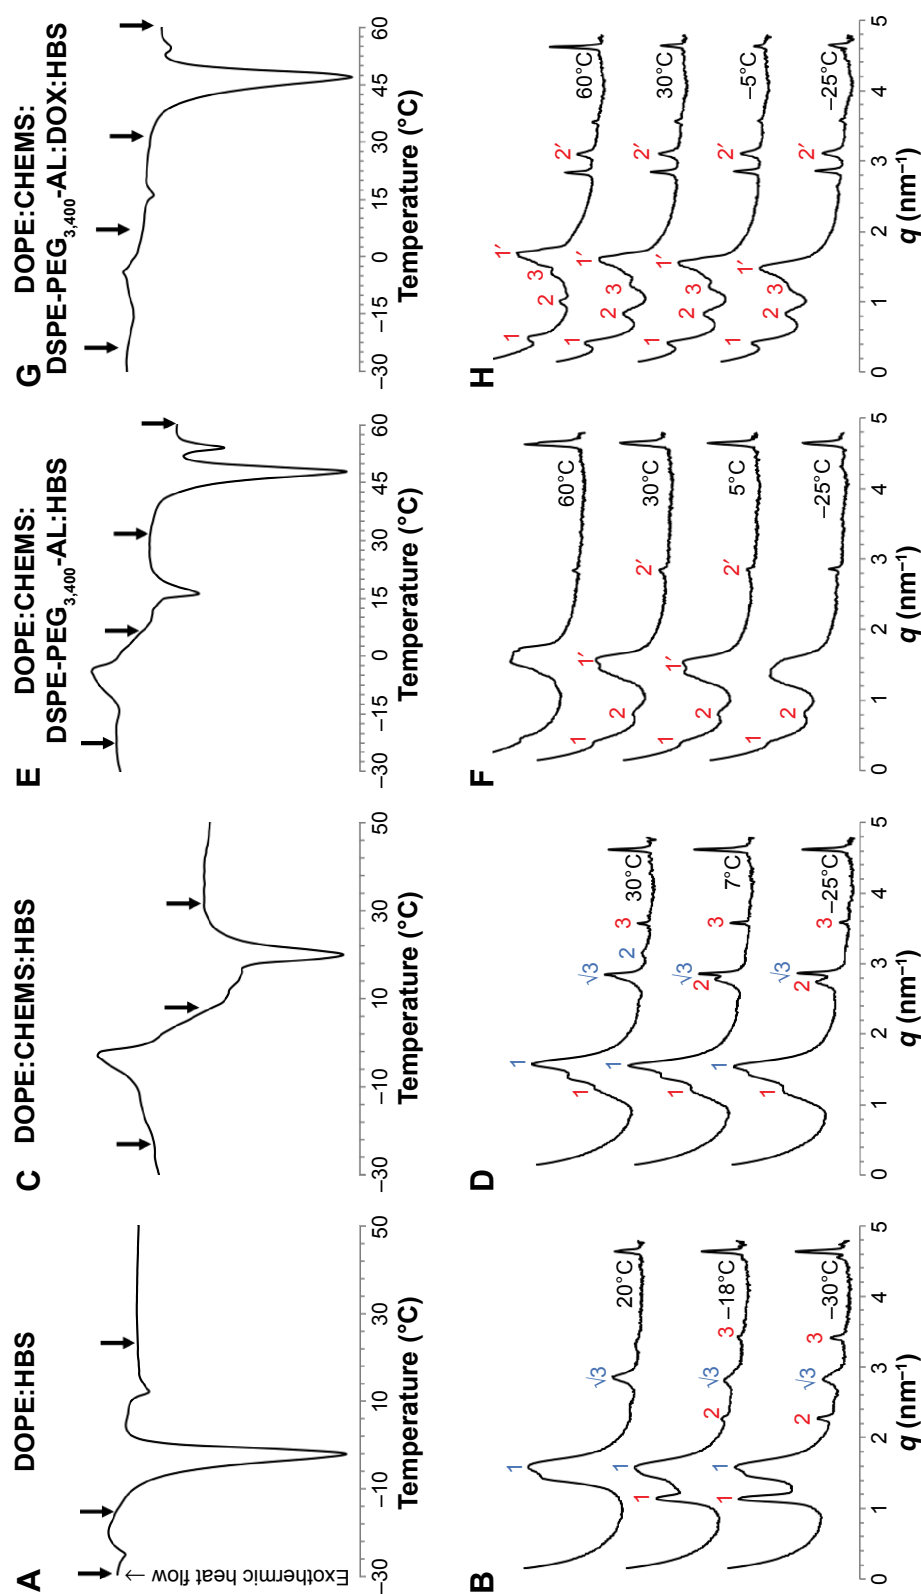 A DOPE:HBS
Exothermic heat flow →
−30 −10 10 30 50
Temperature (°C)
B
1 √3 20°C
1 1 2 √3 3 −18°C
1 1 2 √3 3 −30°C
0 1 2 3 4 5
q (nm⁻¹)
C DOPE:CHEMS:HBS
−30 −10 10 30 50
Temperature (°C)
D
1 1 √3 2 3 30°C
1 1 2 √3 3 7°C
1 1 2 √3 3 −25°C
0 1 2 3 4 5
q (nm⁻¹)
E DOPE:CHEMS:
DSPE-PEG₃,₄₀₀-AL:HBS
−30 −15 0 15 30 45 60
Temperature (°C)
F
60°C
1 2 1′ 2′ 30°C
1 2 1′ 2′ 5°C
1 2 −25°C
0 1 2 3 4 5
q (nm⁻¹)
G DOPE:CHEMS:
DSPE-PEG₃,₄₀₀-AL:DOX:HBS
−30 −15 0 15 30 45 60
Temperature (°C)
H
1 2 3 1′ 2′ 60°C
1 2 3 1′ 2′ 30°C
1 2 3 1′ 2′ −5°C
1 2 3 1′ 2′ −25°C
0 1 2 3 4 5
q (nm⁻¹)